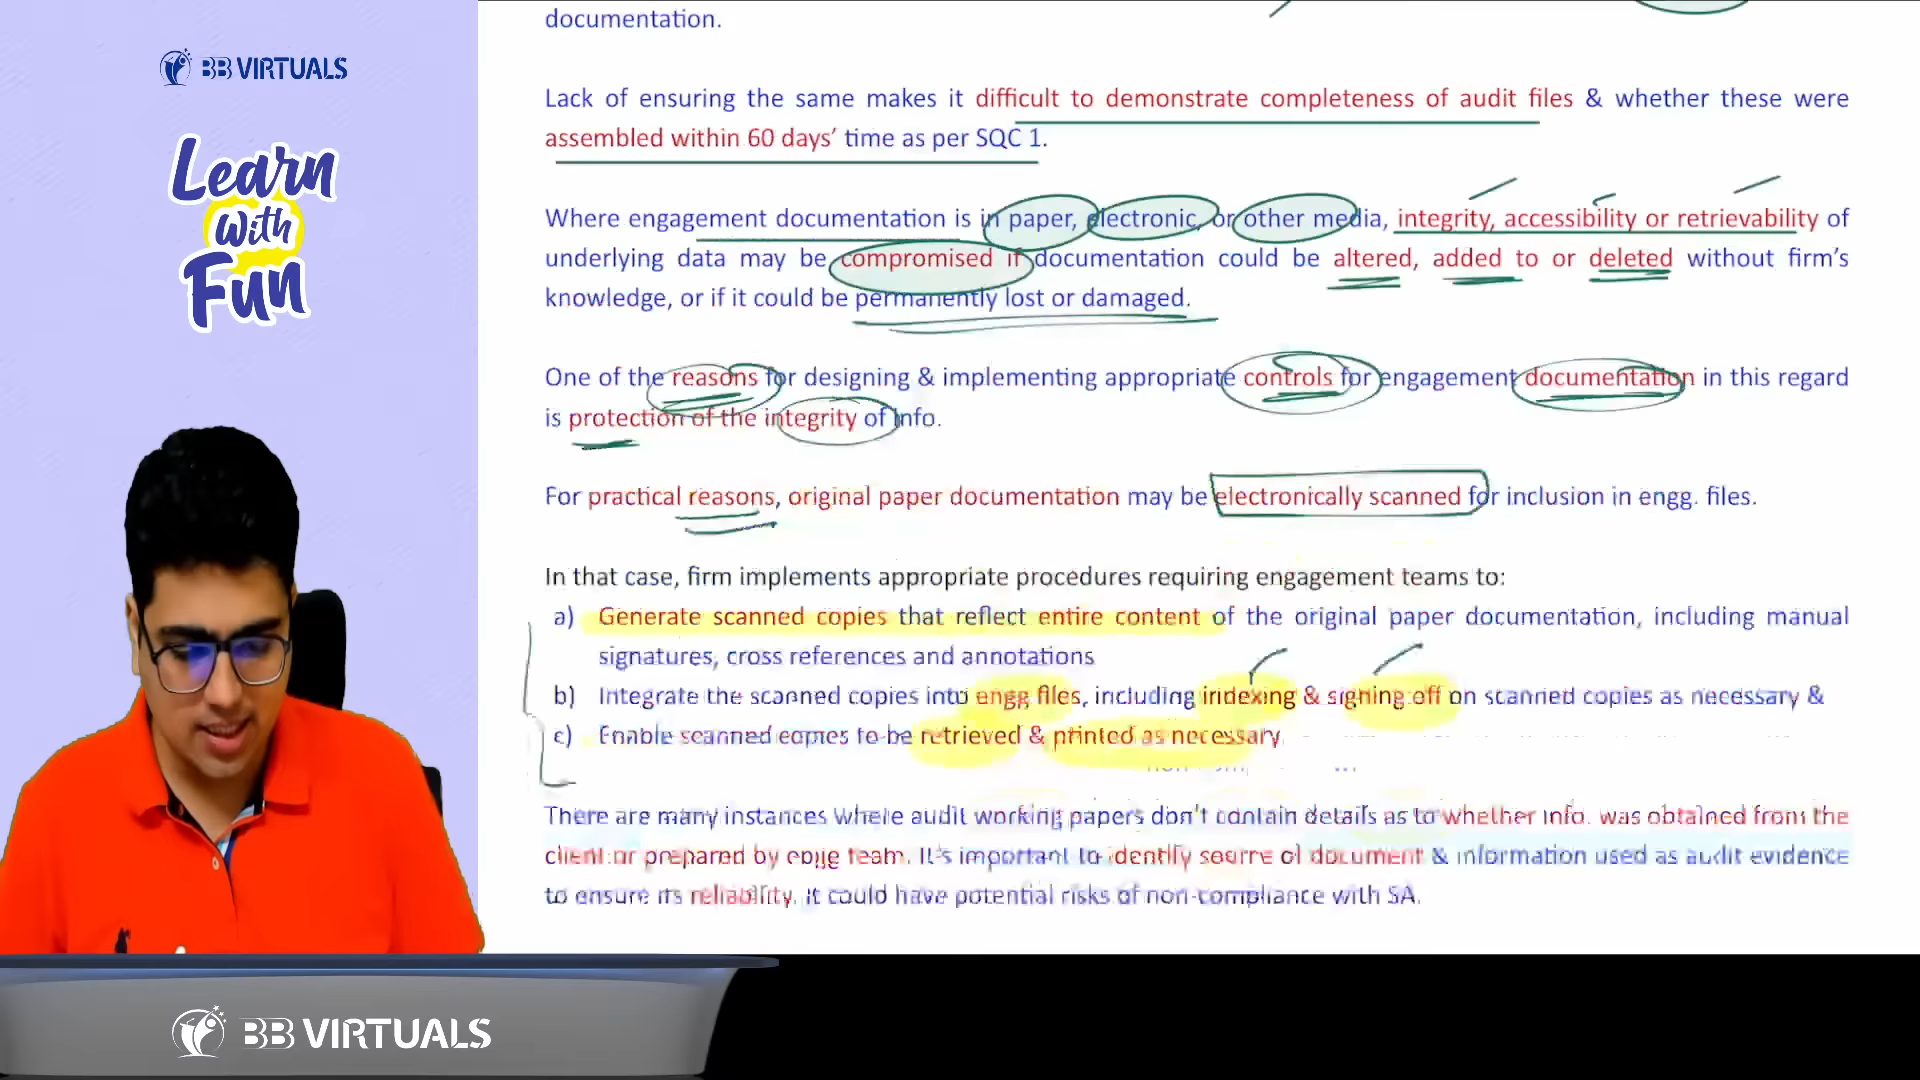 BB VIRTUALS
Learn
With
Fun
documentation.
Lack of ensuring the same makes it difficult to demonstrate completeness of audit files & whether these were
assembled within 60 days’ time as per SQC 1.
Where engagement documentation is in paper, electronic, or other media, integrity, accessibility or retrievability of
underlying data may be compromised if documentation could be altered, added to or deleted without firm’s
knowledge, or if it could be permanently lost or damaged.
One of the reasons for designing & implementing appropriate controls for engagement documentation in this regard
is protection of the integrity of Info.
For practical reasons, original paper documentation may be electronically scanned for inclusion in engg. files.
In that case, firm implements appropriate procedures requiring engagement teams to:
a) Generate scanned copies that reflect entire content of the original paper documentation, including manual
signatures, cross references and annotations
b) Integrate the scanned copies into engg files, including indexing & signing off on scanned copies as necessary &
c) Enable scanned copies to be retrieved & printed as necessary.
There are many instances where audit working papers don’t contain details as to whether info. was obtained from the
client or prepared by engg team. It’s important to identify source of document & information used as audit evidence
to ensure its reliability. It could have potential risks of non-compliance with SA.
BB VIRTUALS